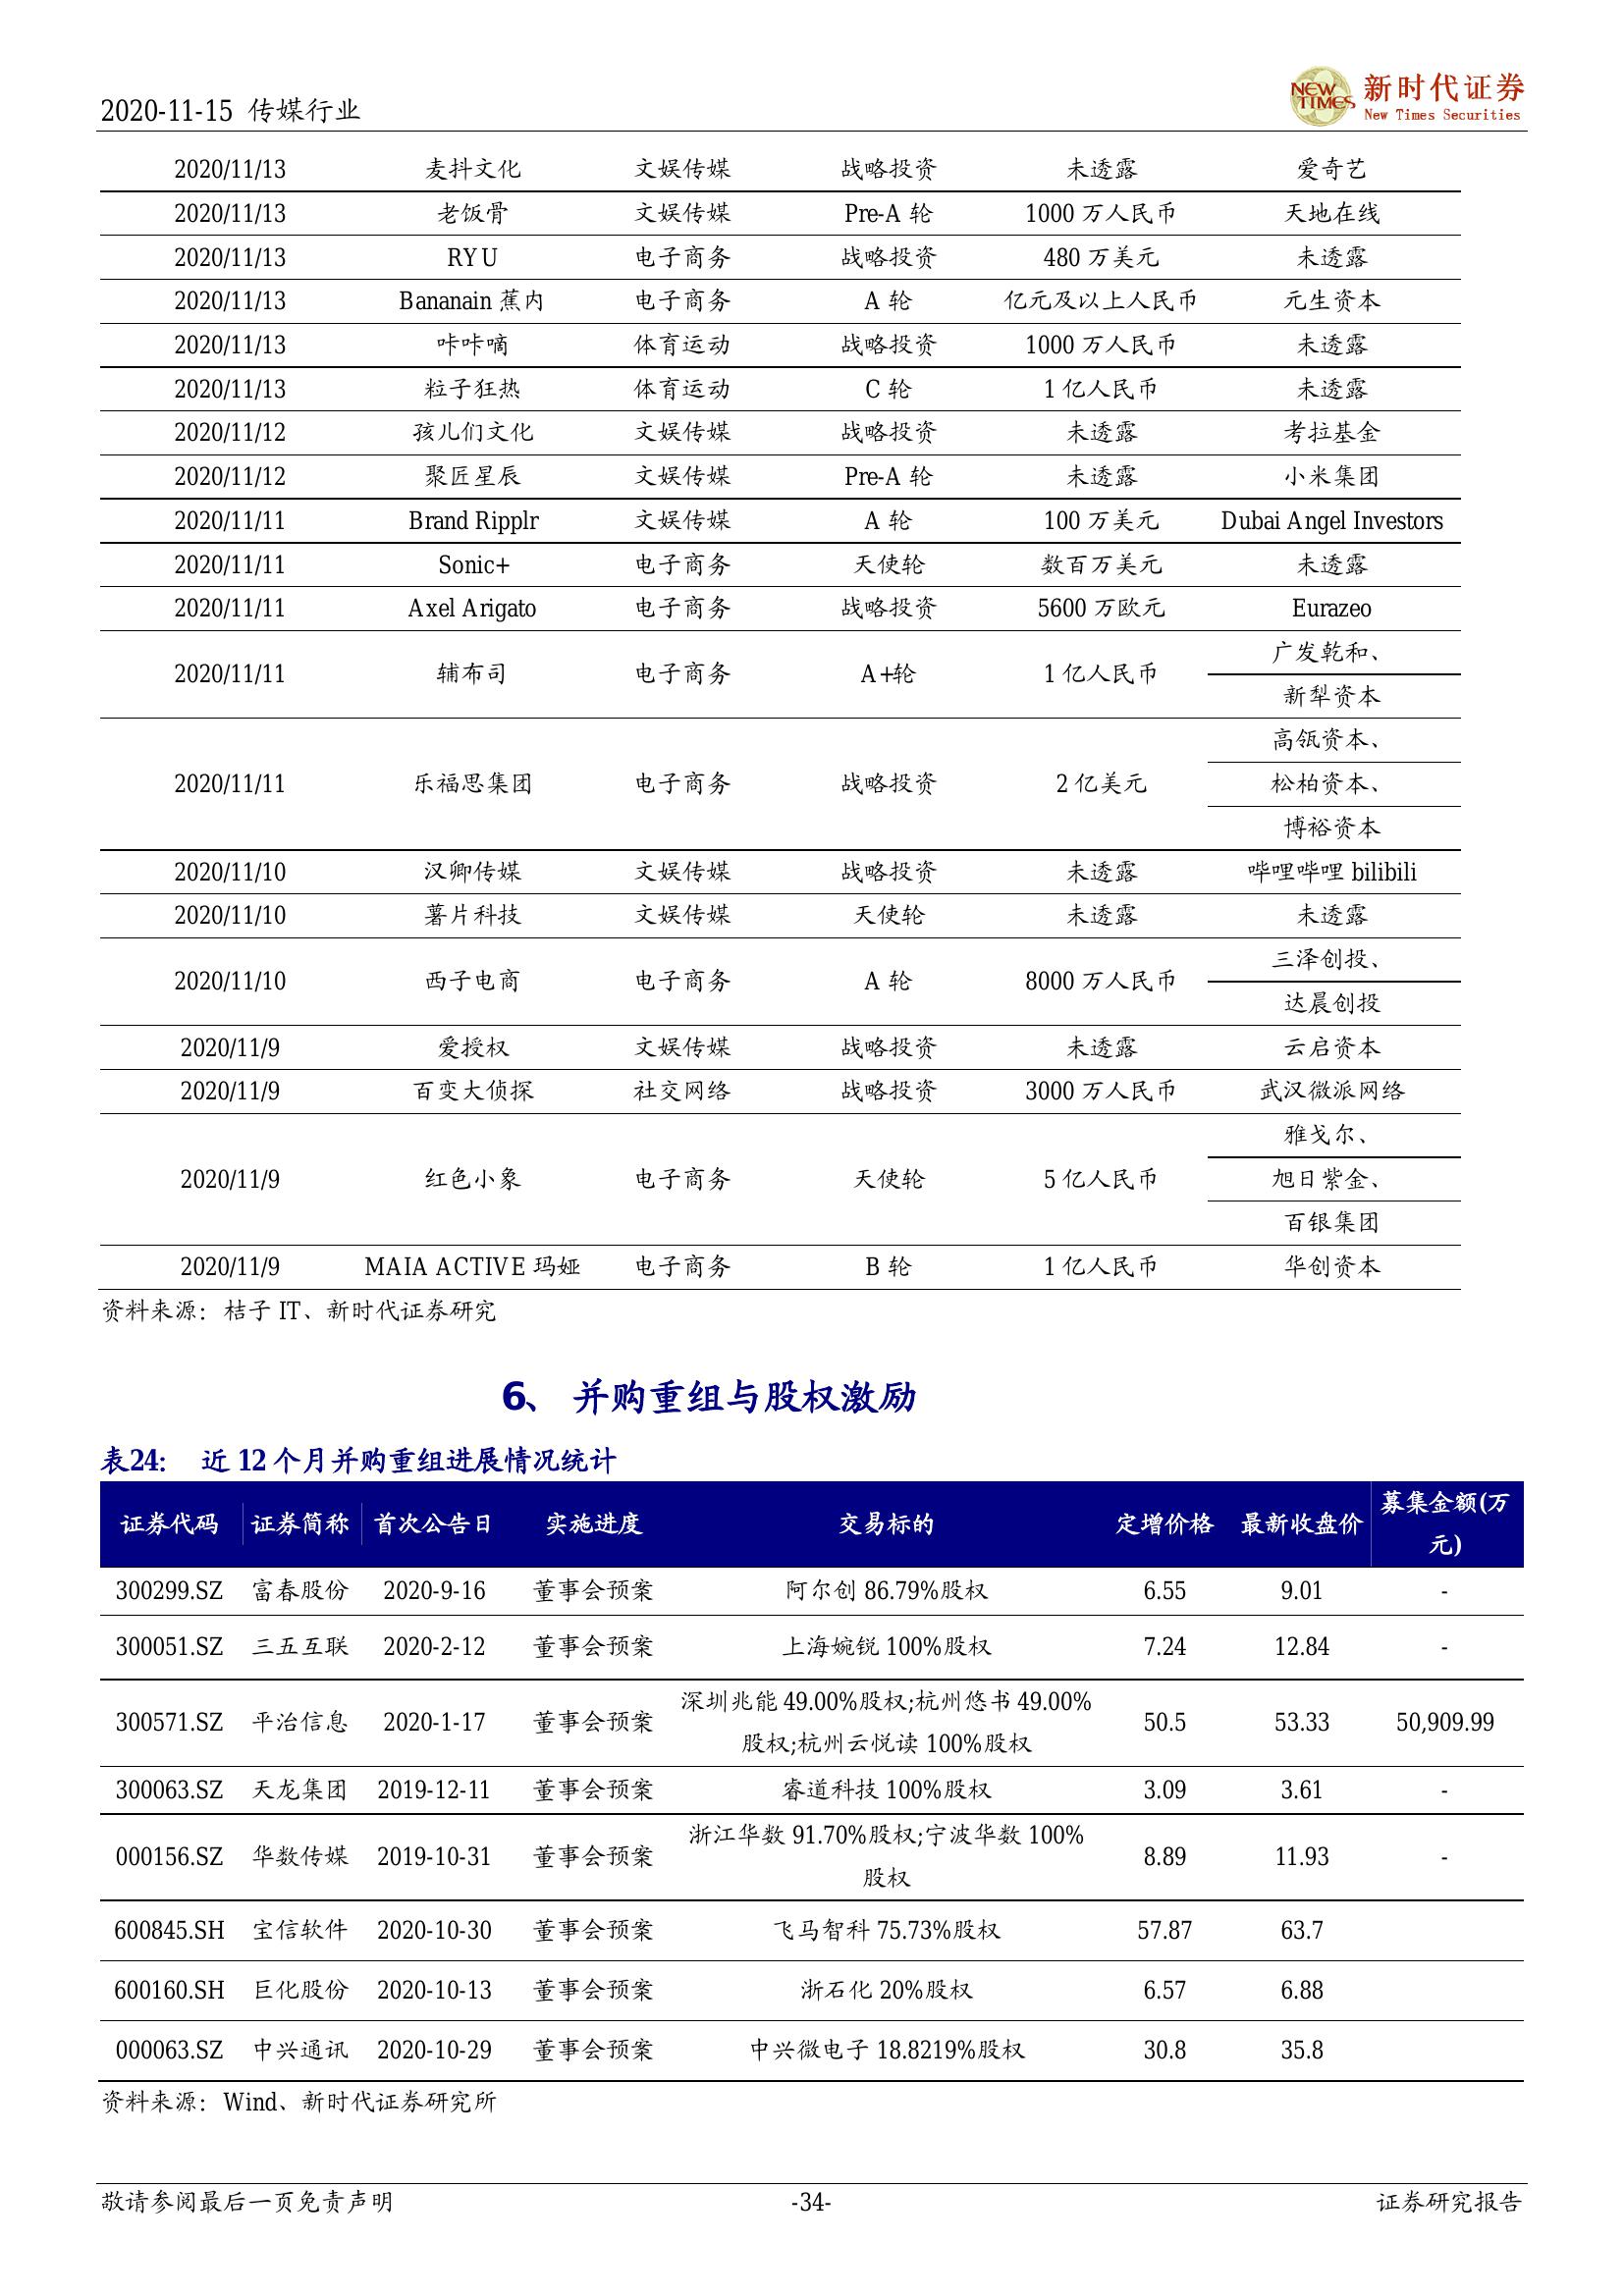 2020-11-15 传媒行业
NEW TIMES 新时代证券
New Times Securities
2020/11/13 麦抖文化 文娱传媒 战略投资 未透露 爱奇艺
2020/11/13 老饭骨 文娱传媒 Pre-A 轮 1000 万人民币 天地在线
2020/11/13 RYU 电子商务 战略投资 480 万美元 未透露
2020/11/13 Bananain 蕉内 电子商务 A 轮 亿元及以上人民币 元生资本
2020/11/13 咔咔嘀 体育运动 战略投资 1000 万人民币 未透露
2020/11/13 粒子狂热 体育运动 C 轮 1 亿人民币 未透露
2020/11/12 孩儿们文化 文娱传媒 战略投资 未透露 考拉基金
2020/11/12 聚匠星辰 文娱传媒 Pre-A 轮 未透露 小米集团
2020/11/11 Brand Ripplr 文娱传媒 A 轮 100 万美元 Dubai Angel Investors
2020/11/11 Sonic+ 电子商务 天使轮 数百万美元 未透露
2020/11/11 Axel Arigato 电子商务 战略投资 5600 万欧元 Eurazeo
2020/11/11 辅布司 电子商务 A+轮 1 亿人民币 广发乾和、
新犁资本
2020/11/11 乐福思集团 电子商务 战略投资 2 亿美元 高瓴资本、
松柏资本、
博裕资本
2020/11/10 汉卿传媒 文娱传媒 战略投资 未透露 哔哩哔哩 bilibili
2020/11/10 薯片科技 文娱传媒 天使轮 未透露 未透露
2020/11/10 西子电商 电子商务 A 轮 8000 万人民币 三泽创投、
达晨创投
2020/11/9 爱授权 文娱传媒 战略投资 未透露 云启资本
2020/11/9 百变大侦探 社交网络 战略投资 3000 万人民币 武汉微派网络
2020/11/9 红色小象 电子商务 天使轮 5 亿人民币 雅戈尔、
旭日紫金、
百银集团
2020/11/9 MAIA ACTIVE 玛娅 电子商务 B 轮 1 亿人民币 华创资本
资料来源：桔子 IT、新时代证券研究
6、 并购重组与股权激励
表24： 近 12 个月并购重组进展情况统计
证券代码 证券简称 首次公告日 实施进度 交易标的 定增价格 最新收盘价 募集金额(万
元)
300299.SZ 富春股份 2020-9-16 董事会预案 阿尔创 86.79%股权 6.55 9.01 -
300051.SZ 三五互联 2020-2-12 董事会预案 上海婉锐 100%股权 7.24 12.84 -
300571.SZ 平治信息 2020-1-17 董事会预案 深圳兆能 49.00%股权;杭州悠书 49.00%
股权;杭州云悦读 100%股权 50.5 53.33 50,909.99
300063.SZ 天龙集团 2019-12-11 董事会预案 睿道科技 100%股权 3.09 3.61 -
000156.SZ 华数传媒 2019-10-31 董事会预案 浙江华数 91.70%股权;宁波华数 100%
股权 8.89 11.93 -
600845.SH 宝信软件 2020-10-30 董事会预案 飞马智科 75.73%股权 57.87 63.7
600160.SH 巨化股份 2020-10-13 董事会预案 浙石化 20%股权 6.57 6.88
000063.SZ 中兴通讯 2020-10-29 董事会预案 中兴微电子 18.8219%股权 30.8 35.8
资料来源：Wind、新时代证券研究所
敬请参阅最后一页免责声明 -34- 证券研究报告